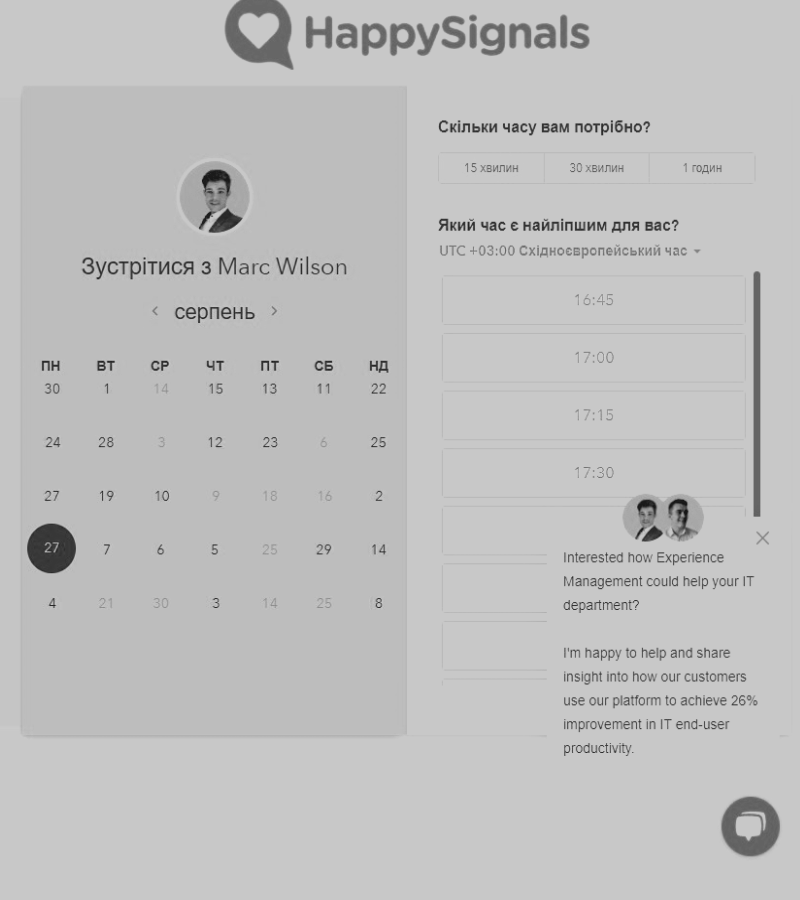 HappySignals
Зустрітися з Marc Wilson
серпень
ПН ВТ СР ЧТ ПТ СБ НД
30 1 14 15 13 11 22
24 28 3 12 23 6 25
27 19 10 9 18 16 2
27 7 6 5 25 29 14
4 21 30 3 14 25 8
Скільки часу вам потрібно?
15 хвилин 30 хвилин 1 годин
Який час є найліпшим для вас?
UTC +03:00 Східноєвропейський час
16:45
17:00
17:15
17:30
Interested how Experience
Management could help your IT
department?
I'm happy to help and share
insight into how our customers
use our platform to achieve 26%
improvement in IT end-user
productivity.